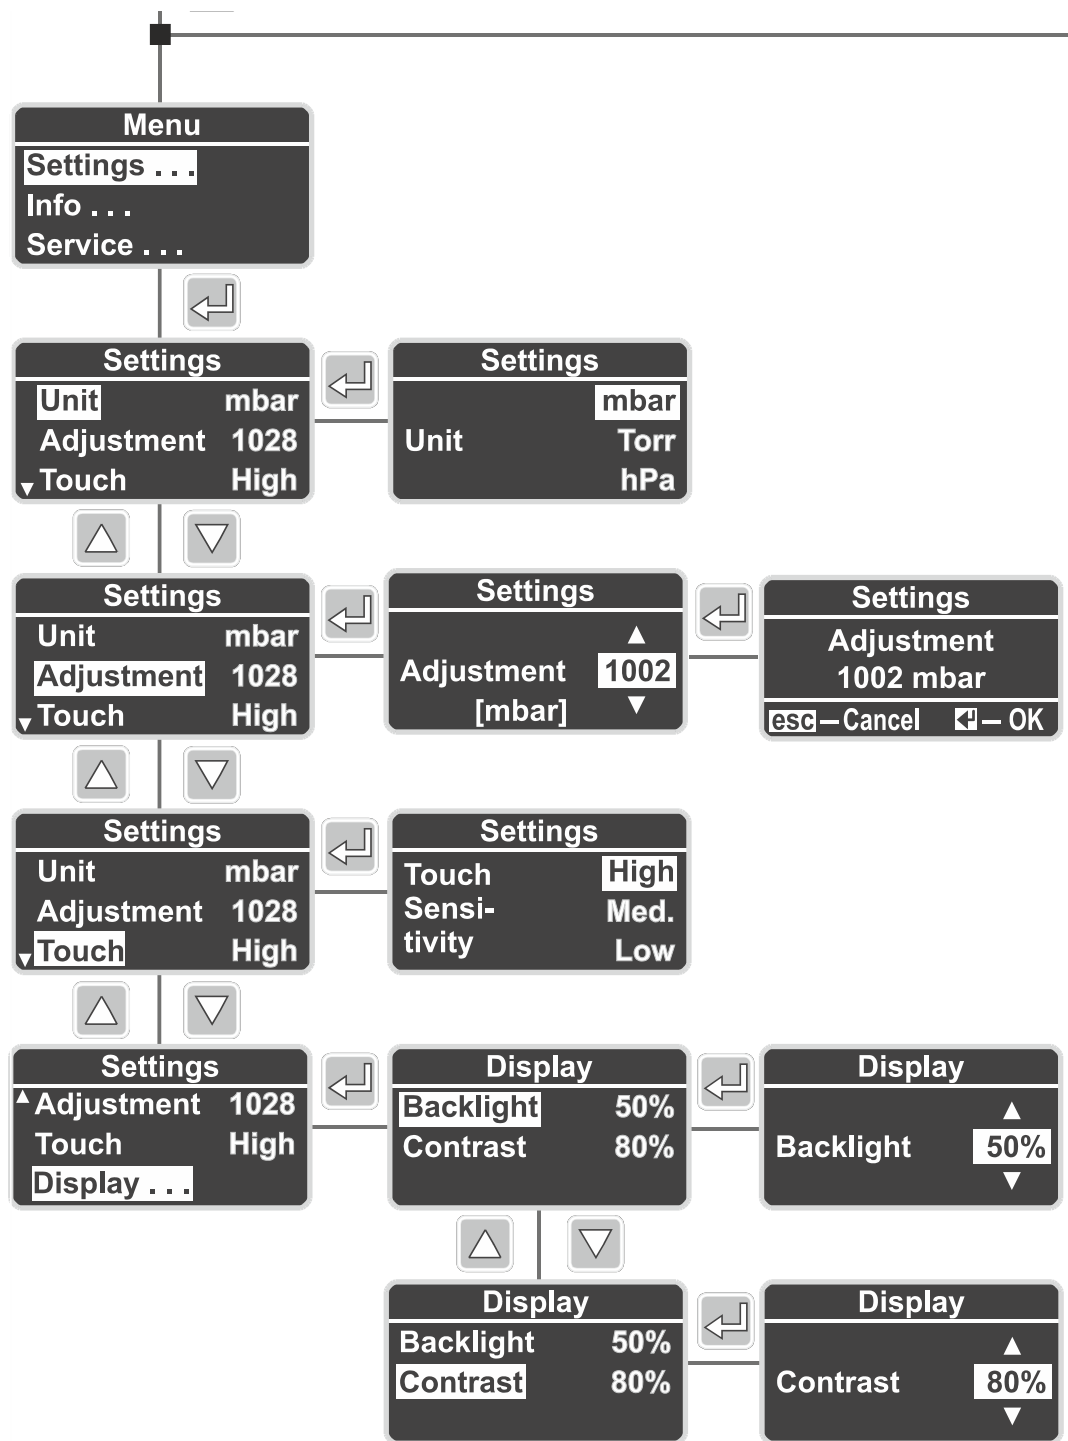 Menu
Settings . . .
Info . . .
Service . . .
Settings
Unit mbar
Adjustment 1028
▼ Touch High
Settings
mbar
Unit Torr
hPa
Settings
Unit mbar
Adjustment 1028
▼ Touch High
Settings
▲
Adjustment 1002
[mbar] ▼
Settings
Adjustment
1002 mbar
esc – Cancel ↵ – OK
Settings
Unit mbar
Adjustment 1028
▼ Touch High
Settings
Touch High
Sensi- Med.
tivity Low
Settings
▲ Adjustment 1028
Touch High
Display . . .
Display
Backlight 50%
Contrast 80%
Display
▲
Backlight 50%
▼
Display
Backlight 50%
Contrast 80%
Display
▲
Contrast 80%
▼